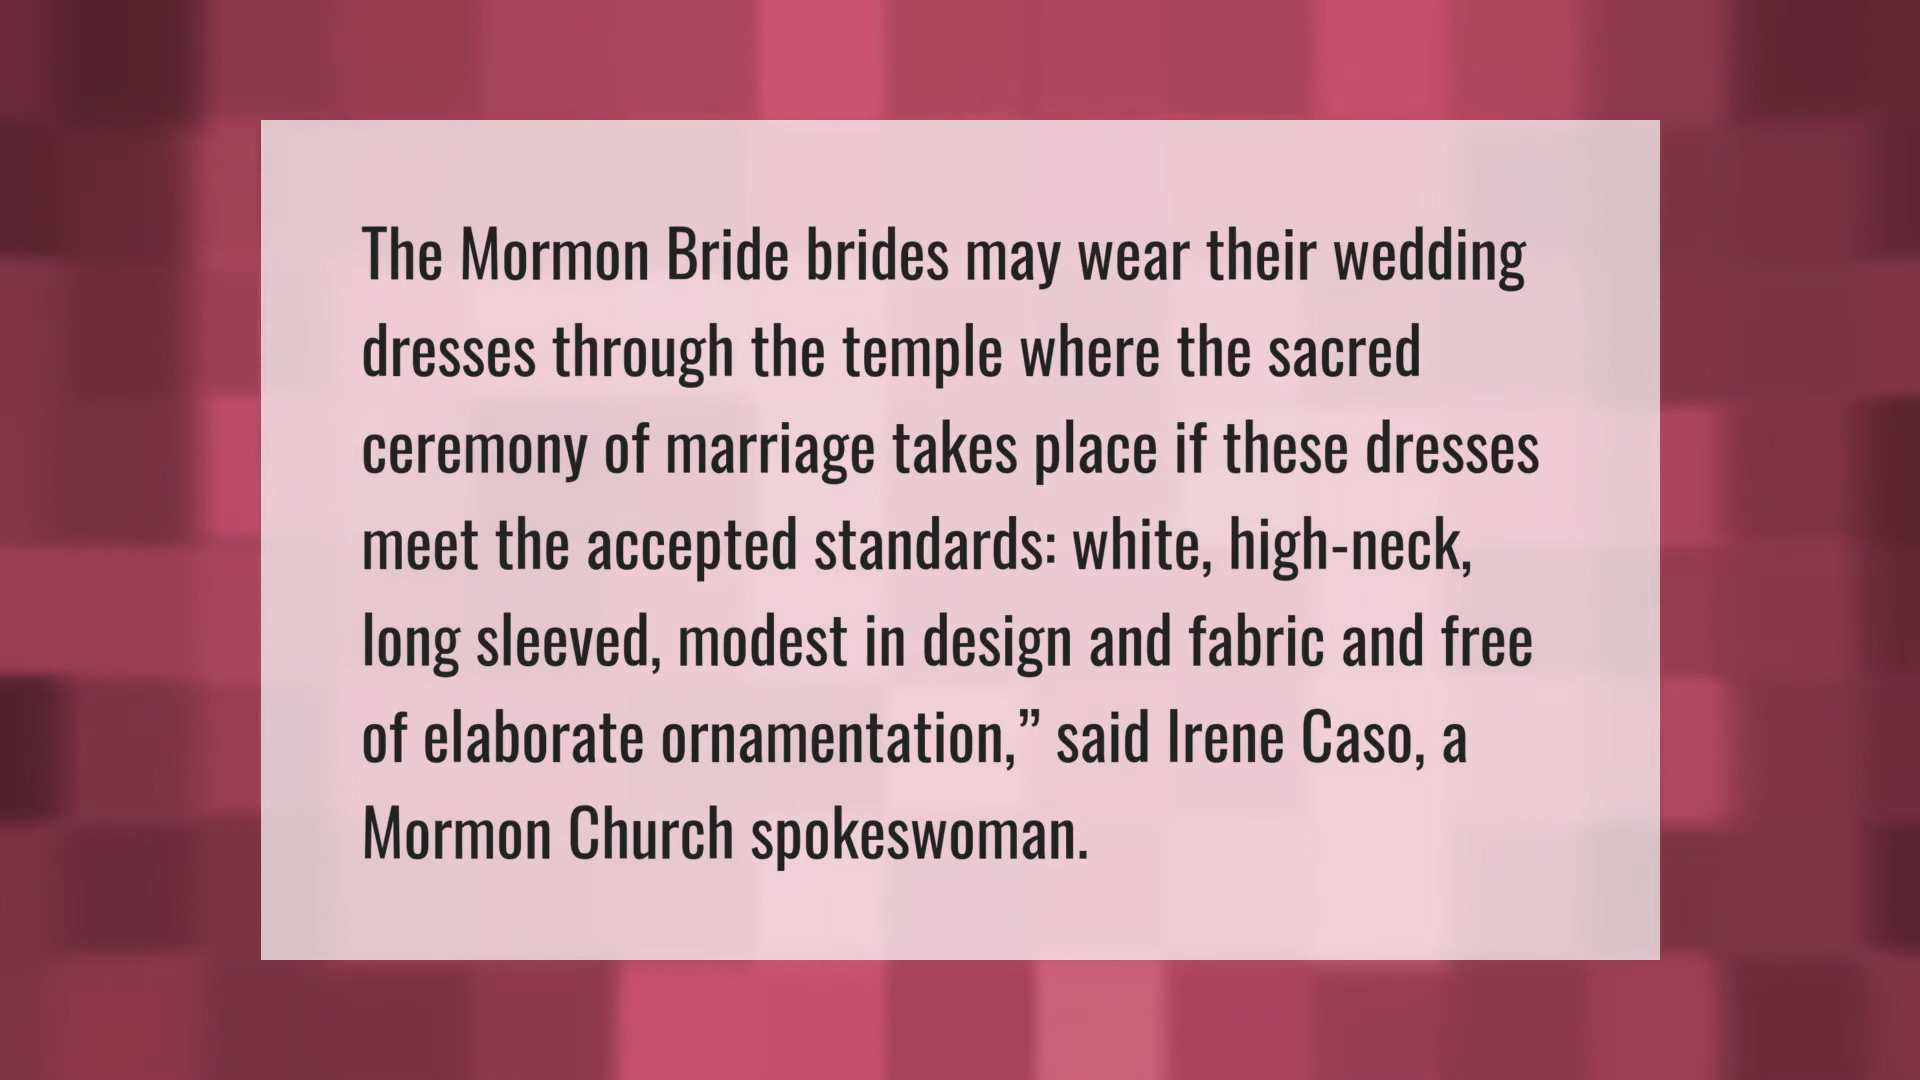 The Mormon Bride brides may wear their wedding
dresses through the temple where the sacred
ceremony of marriage takes place if these dresses
meet the accepted standards: white, high-neck,
long sleeved, modest in design and fabric and free
of elaborate ornamentation,” said Irene Caso, a
Mormon Church spokeswoman.